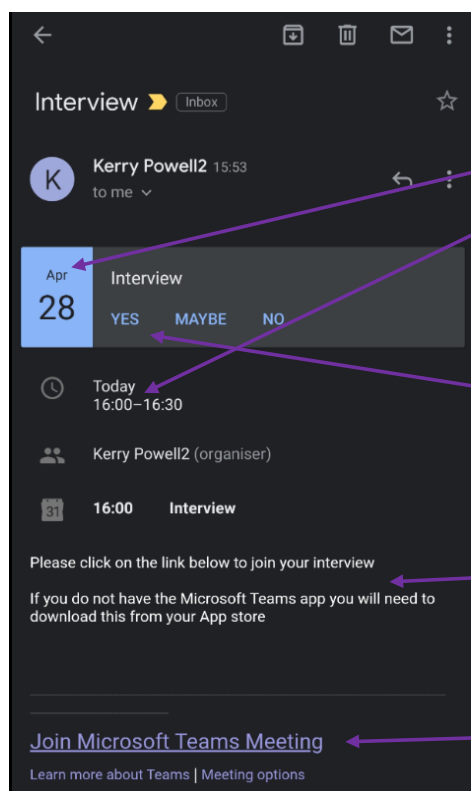 Interview Inbox
K
Kerry Powell2 15:53
to me
Apr
28
Interview
YES MAYBE NO
Today
16:00–16:30
Kerry Powell2 (organiser)
31
16:00 Interview
Please click on the link below to join your interview
If you do not have the Microsoft Teams app you will need to
download this from your App store
Join Microsoft Teams Meeting
Learn more about Teams | Meeting options